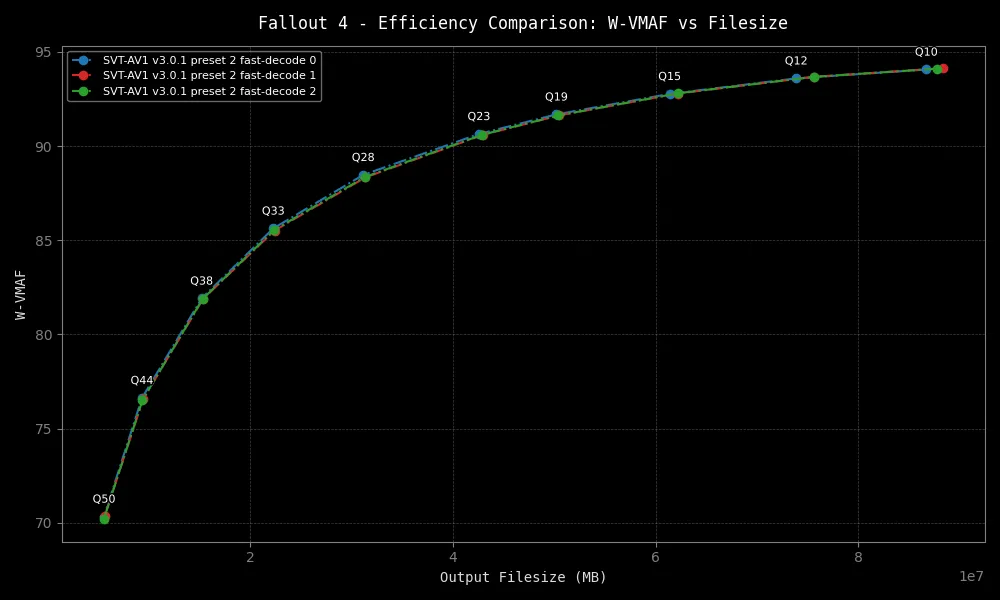 Fallout 4 - Efficiency Comparison: W-VMAF vs Filesize
SVT-AV1 v3.0.1 preset 2 fast-decode 0
SVT-AV1 v3.0.1 preset 2 fast-decode 1
SVT-AV1 v3.0.1 preset 2 fast-decode 2
95
90
85
80
75
70
W-VMAF
Q50
Q44
Q38
Q33
Q28
Q23
Q19
Q15
Q12
Q10
2
4
6
8
1e7
Output Filesize (MB)